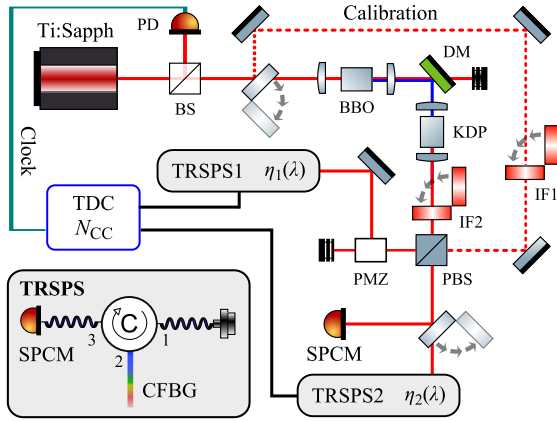 Calibration
Ti:Sapph
PD
DM
BS
BBO
KDP
Clock
TRSPS1 η₁(λ)
IF1
TDC
N_CC
IF2
PMZ
PBS
TRSPS
C
SPCM
3
1
2
CFBG
SPCM
TRSPS2 η₂(λ)